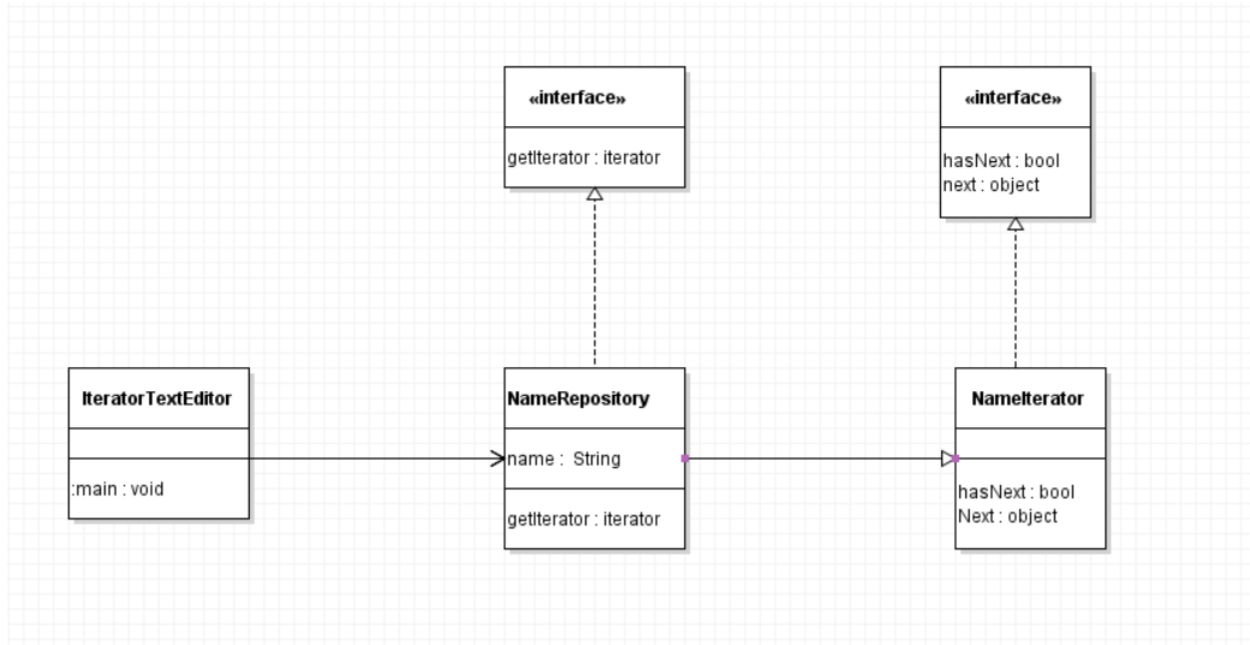 «interface»
getIterator : iterator
«interface»
hasNext : bool
next : object
IteratorTextEditor
:main : void
NameRepository
name :  String
getIterator : iterator
NameIterator
hasNext : bool
Next : object